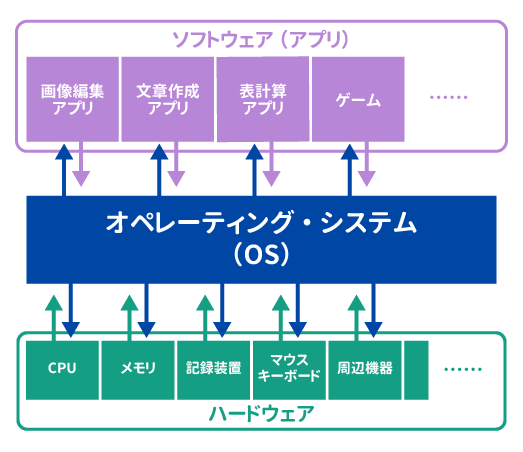 ソフトウェア（アプリ）
画像編集
アプリ
文章作成
アプリ
表計算
アプリ
ゲーム
……
オペレーティング・システム
（OS）
CPU
メモリ
記録装置
マウス
キーボード
周辺機器
……
ハードウェア